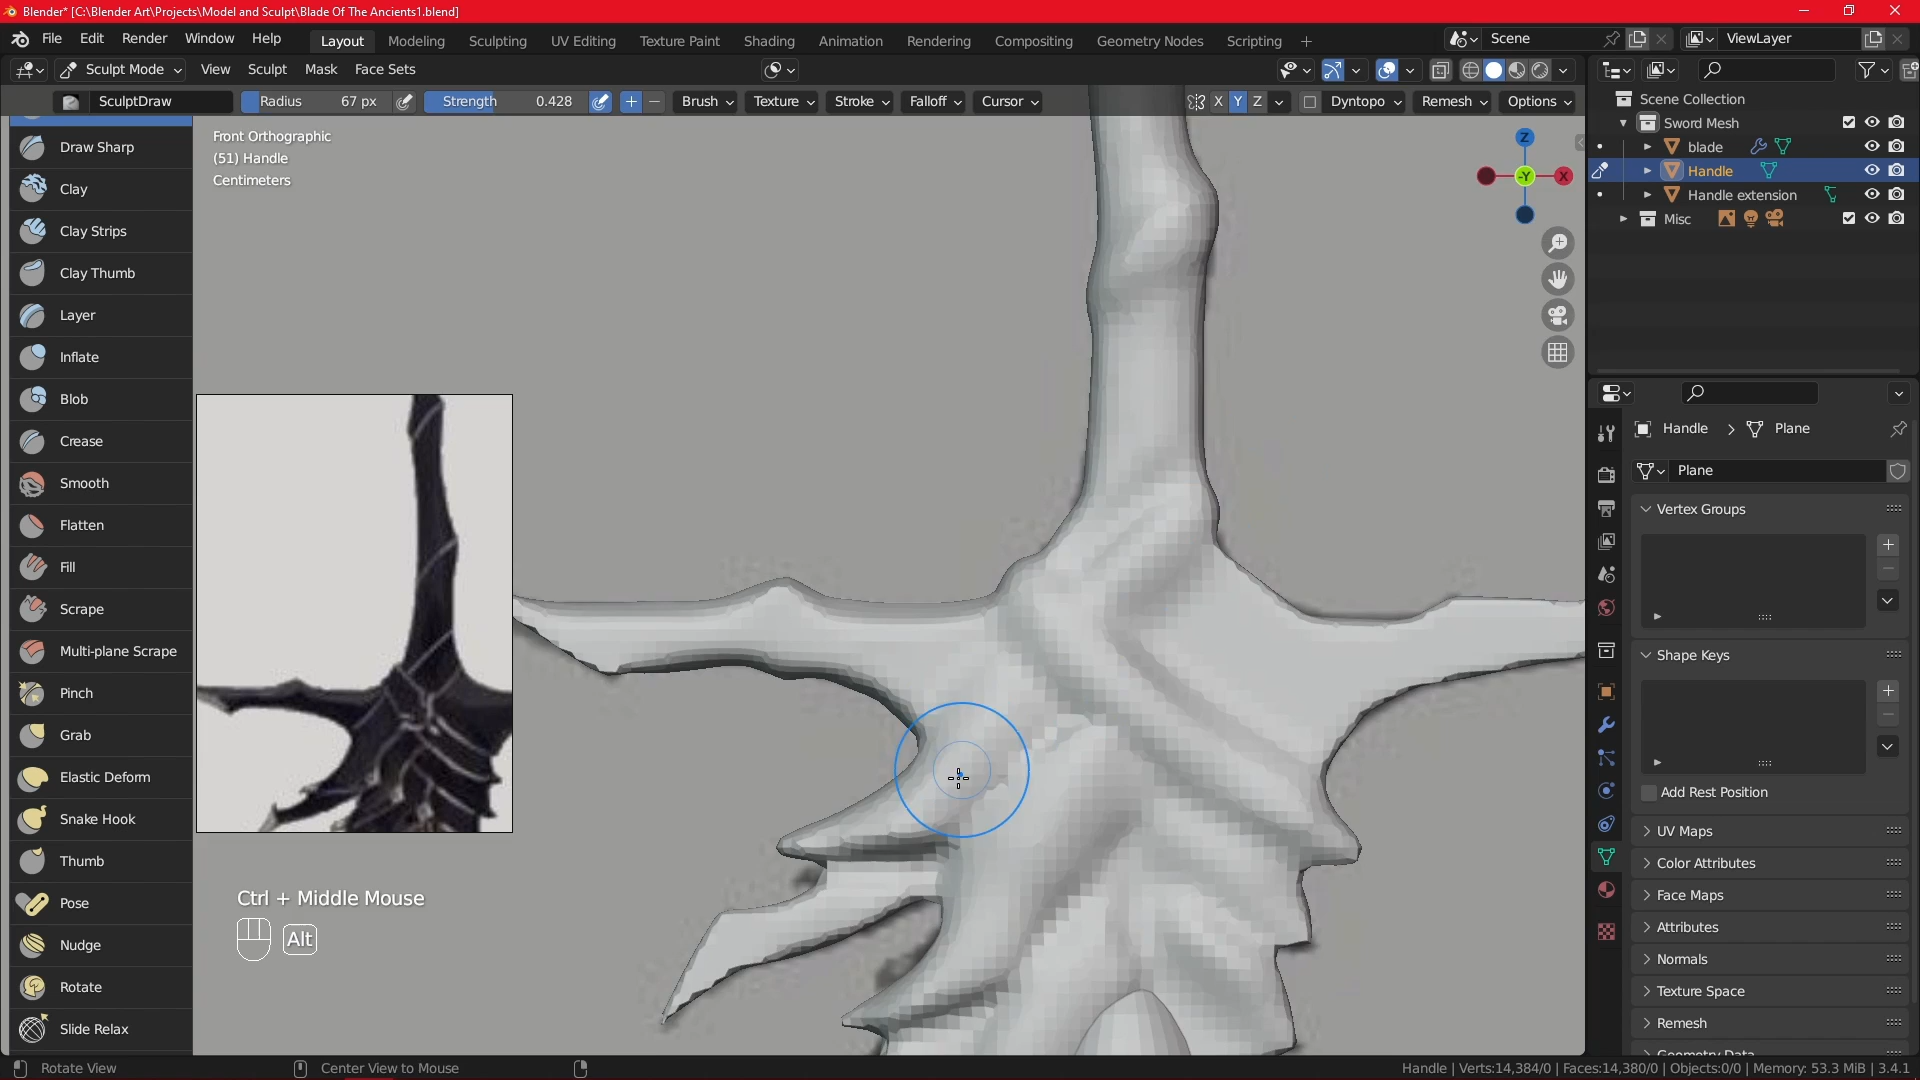 Blender* [C:\Blender Art\Projects\Model and Sculpt\Blade Of The Ancients1.blend]
File Edit Render Window Help Layout Modeling Sculpting UV Editing Texture Paint Shading Animation Rendering Compositing Geometry Nodes Scripting + Scene ViewLayer
Sculpt Mode View Sculpt Mask Face Sets
SculptDraw Radius 67 px Strength 0.428 + − Brush Texture Stroke Falloff Cursor X Y Z Dyntopo Remesh Options
Draw Sharp
Clay
Clay Strips
Clay Thumb
Layer
Inflate
Blob
Crease
Smooth
Flatten
Fill
Scrape
Multi-plane Scrape
Pinch
Grab
Elastic Deform
Snake Hook
Thumb
Pose
Nudge
Rotate
Slide Relax
Front Orthographic
(51) Handle
Centimeters
Z
-Y X
Ctrl + Middle Mouse
Alt
Scene Collection
Sword Mesh
blade
Handle
Handle extension
Misc
Handle > Plane
Plane
Vertex Groups
Shape Keys
Add Rest Position
UV Maps
Color Attributes
Face Maps
Attributes
Normals
Texture Space
Remesh
Geometry Data
Rotate View Center View to Mouse Handle | Verts:14,384/0 | Faces:14,380/0 | Objects:0/0 | Memory: 53.3 MiB | 3.4.1